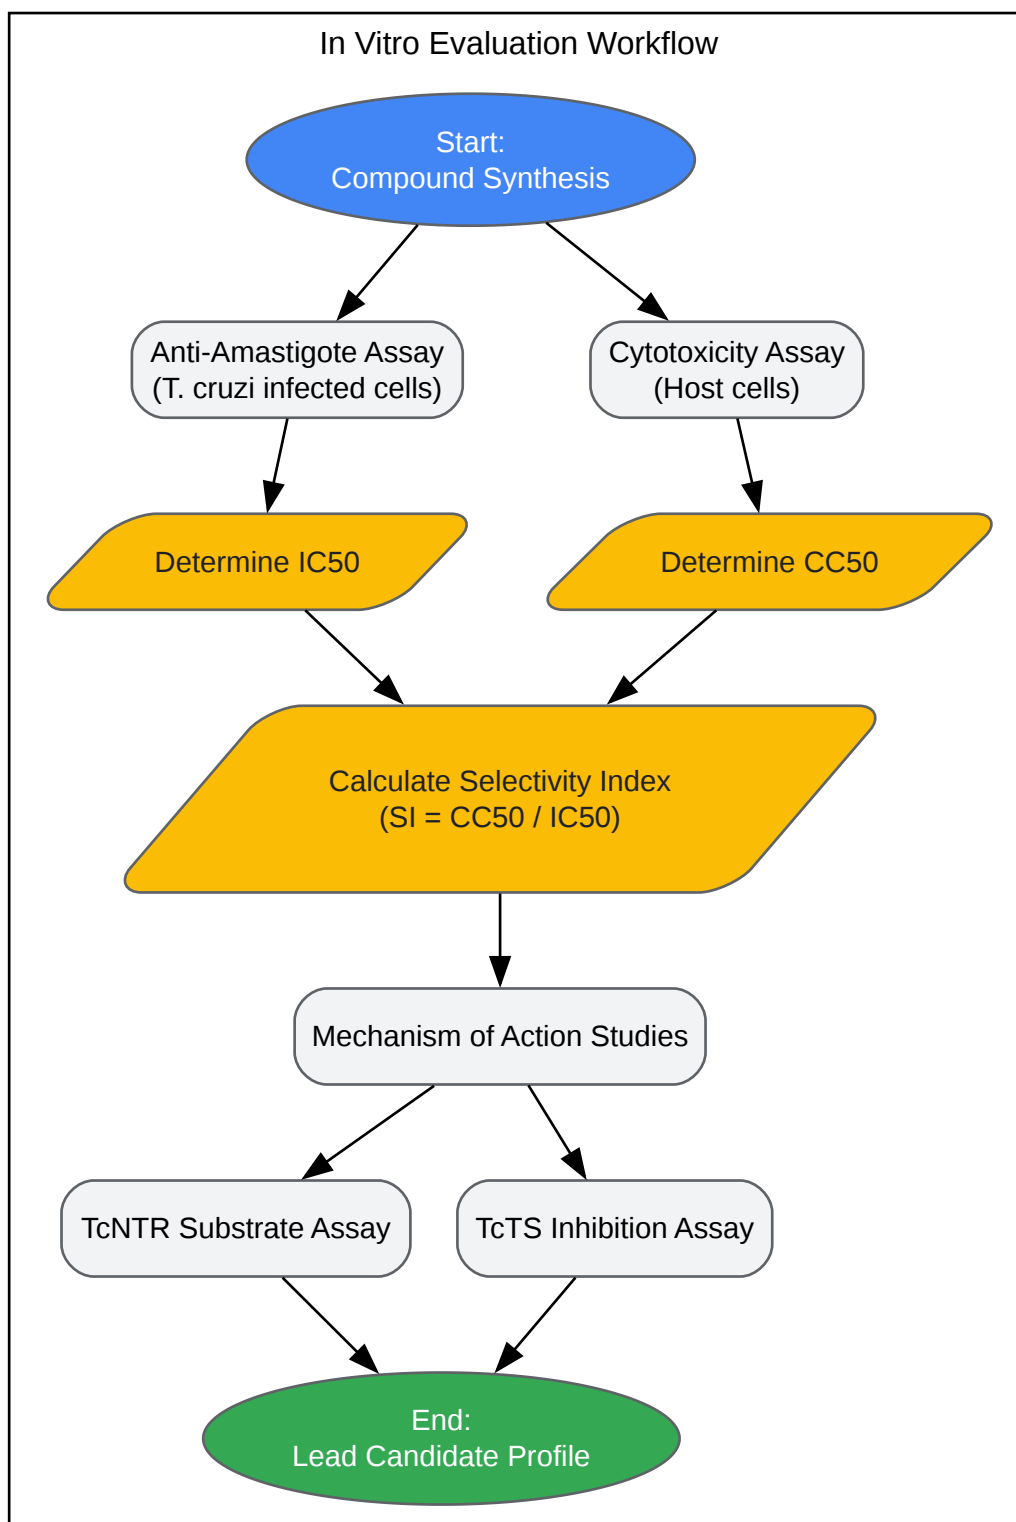 In Vitro Evaluation Workflow
Start:
Compound Synthesis
Anti-Amastigote Assay
(T. cruzi infected cells)
Cytotoxicity Assay
(Host cells)
Determine IC50
Determine CC50
Calculate Selectivity Index
(SI = CC50 / IC50)
Mechanism of Action Studies
TcNTR Substrate Assay
TcTS Inhibition Assay
End:
Lead Candidate Profile